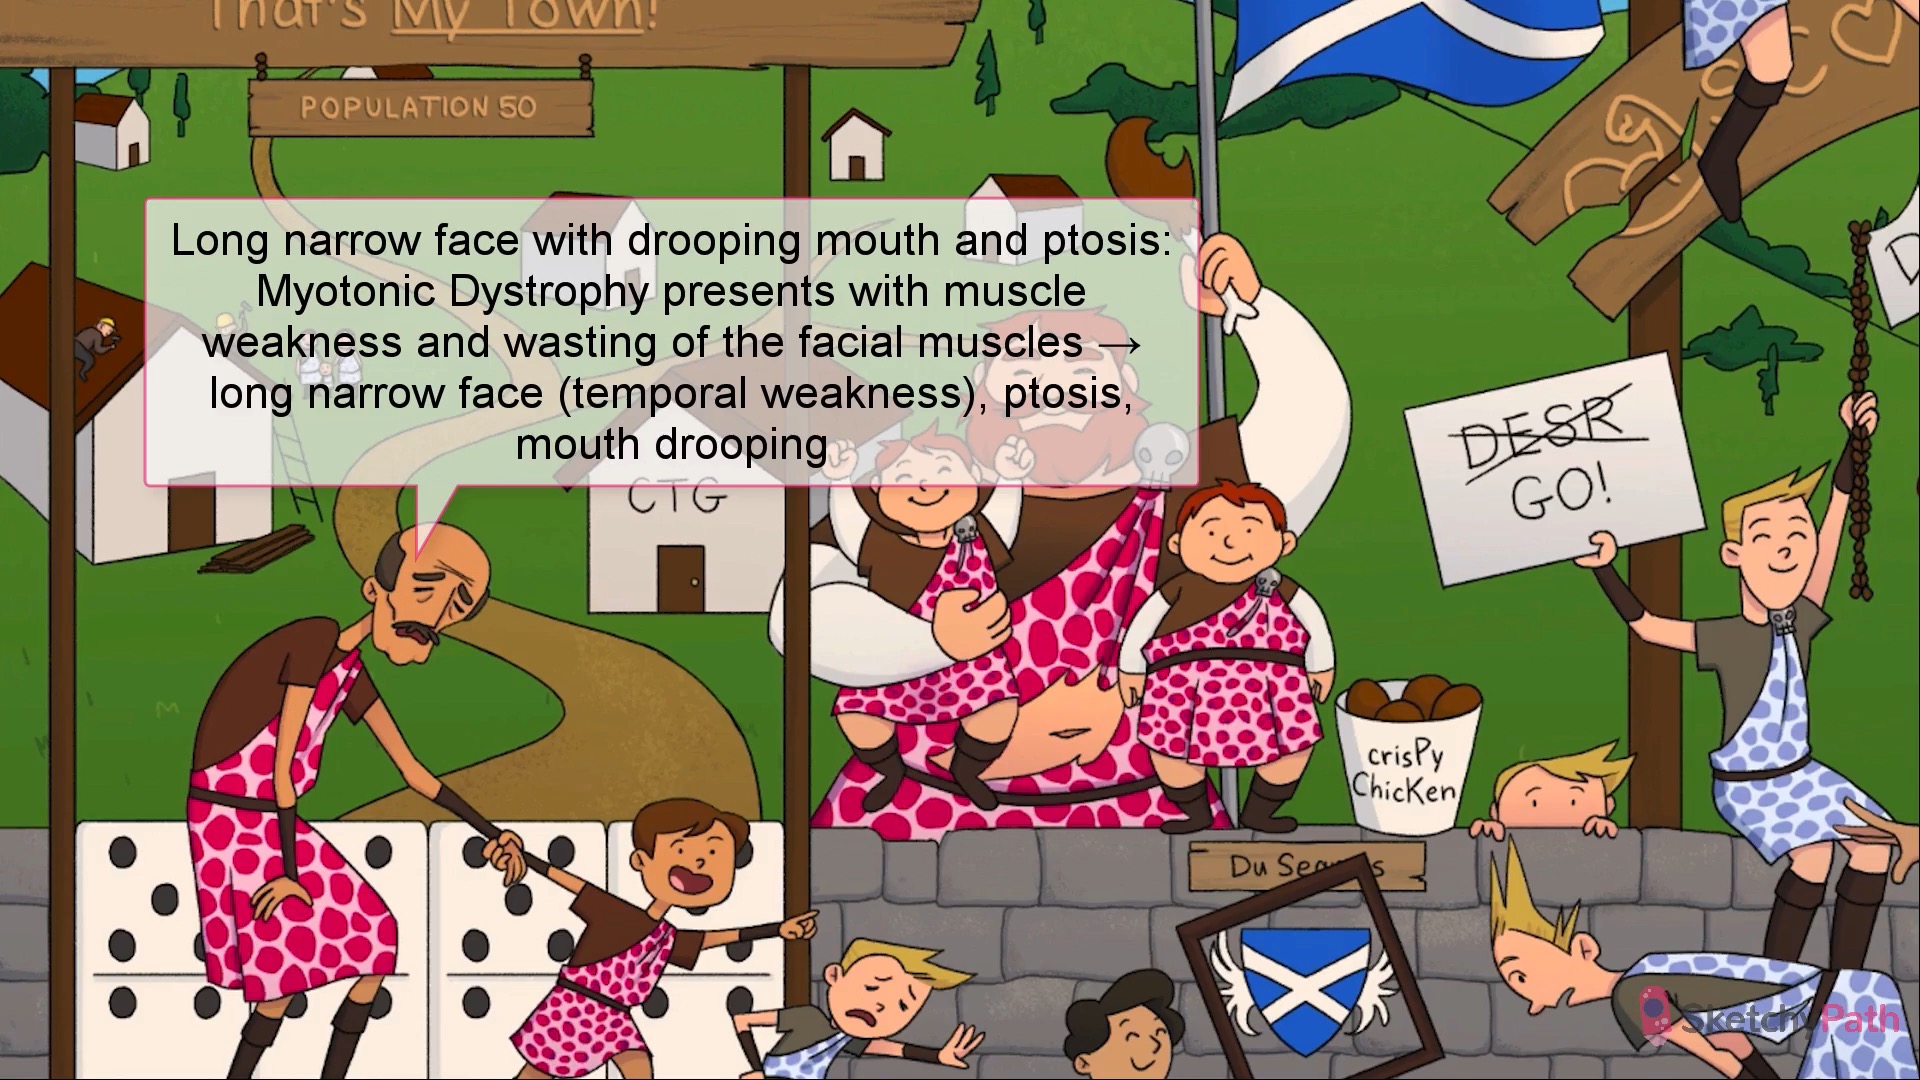 That's My Town!
POPULATION 50
Long narrow face with drooping mouth and ptosis:
Myotonic Dystrophy presents with muscle
weakness and wasting of the facial muscles →
long narrow face (temporal weakness), ptosis,
mouth drooping
CTG
DESR
GO!
crisPy
ChicKen
Du
SketchyPath